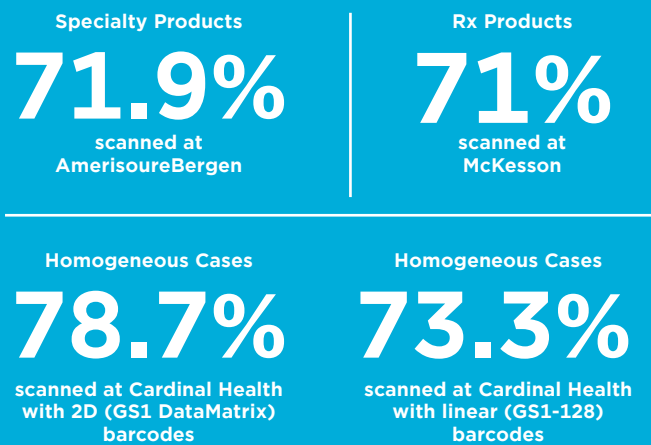 Specialty Products
71.9%
scanned at
AmerisoureBergen
Rx Products
71%
scanned at
McKesson
Homogeneous Cases
78.7%
scanned at Cardinal Health
with 2D (GS1 DataMatrix)
barcodes
Homogeneous Cases
73.3%
scanned at Cardinal Health
with linear (GS1-128)
barcodes